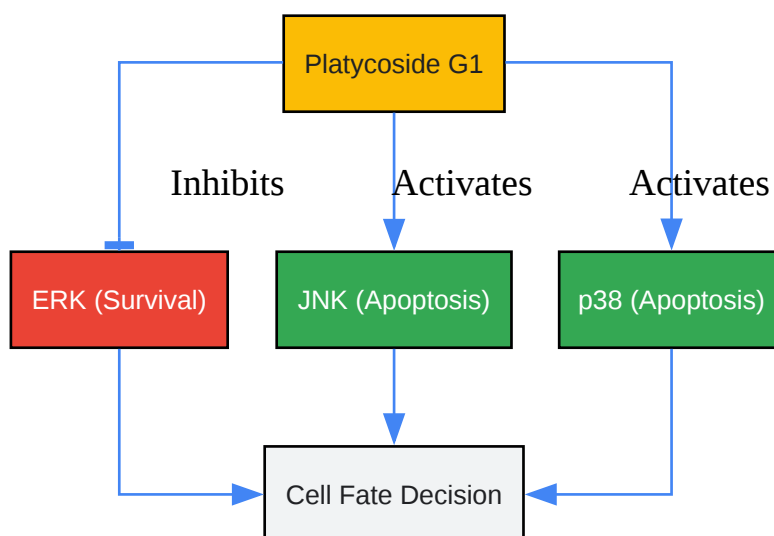 Platycoside G1
Inhibits
Activates
Activates
ERK (Survival)
JNK (Apoptosis)
p38 (Apoptosis)
Cell Fate Decision